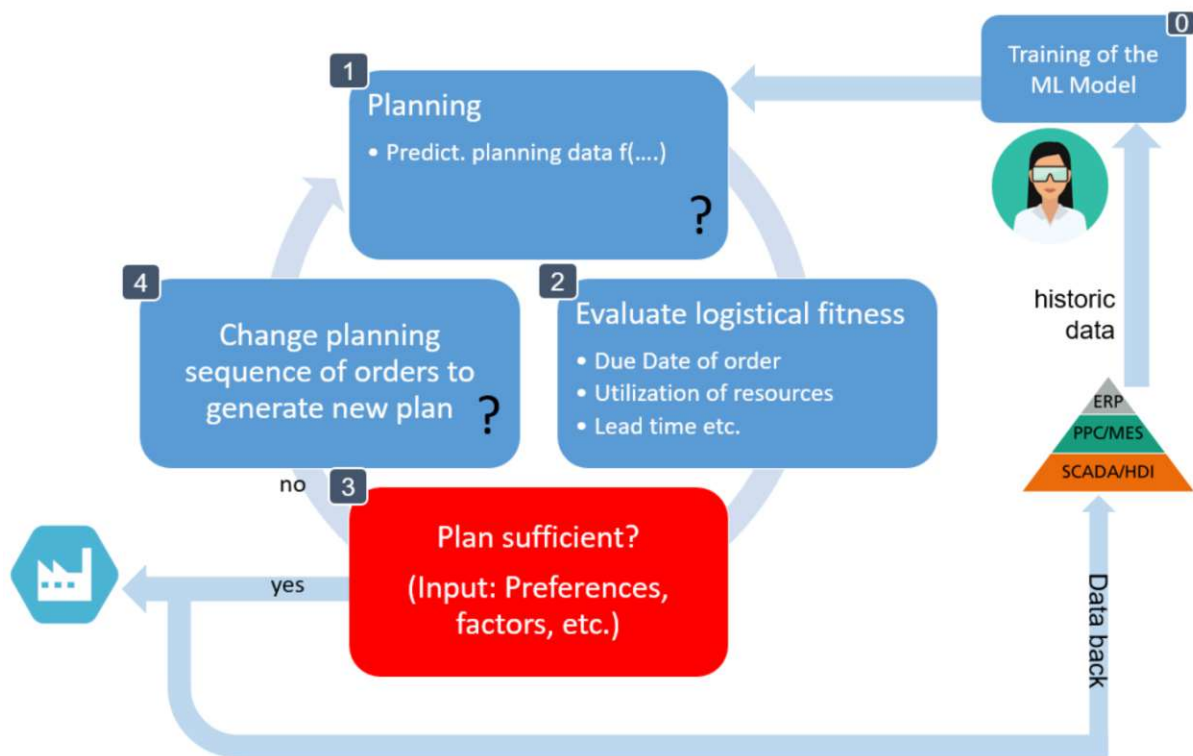 0
Training of the
ML Model
1
Planning
• Predict. planning data f(....)
?
4
Change planning
sequence of orders to
generate new plan
?
2
Evaluate logistical fitness
• Due Date of order
• Utilization of resources
• Lead time etc.
historic
data
ERP
PPC/MES
SCADA/HDI
no
3
Plan sufficient?
(Input: Preferences,
factors, etc.)
yes
Data back